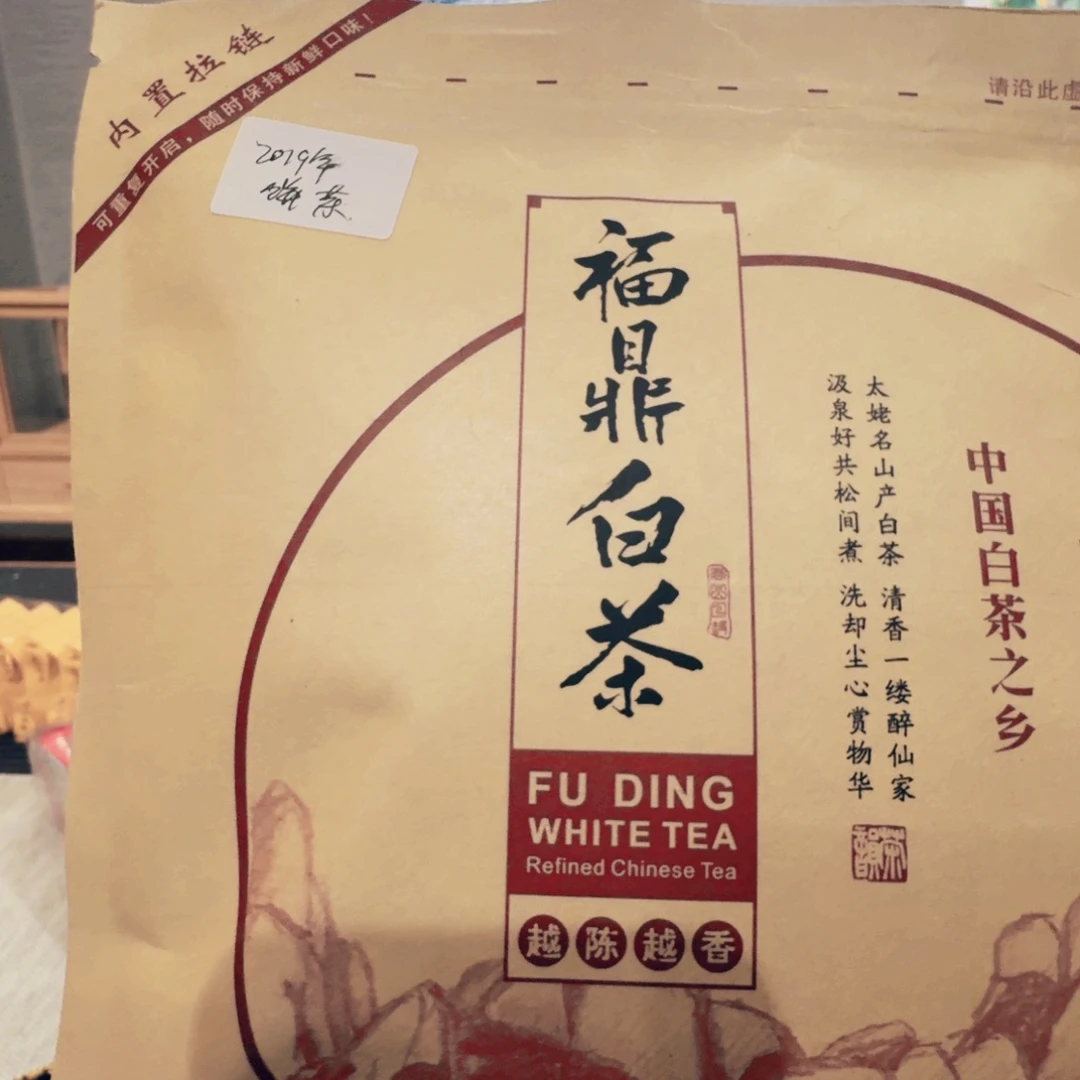 内置拉链
可重复开启，随时保持新鲜口味！
请沿此虚
2019年
福鼎白茶
FU DING
WHITE TEA
Refined Chinese Tea
越陈越香
太姥名山产白茶 清香一缕醉仙家
汲泉好共松间煮 洗却尘心赏物华
茶韻
中国白茶之乡